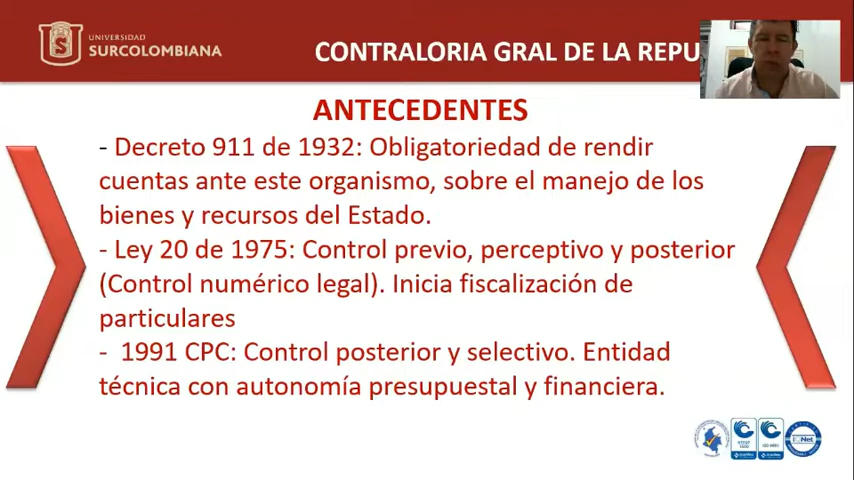 UNIVERSIDAD
SURCOLOMBIANA
CONTRALORIA GRAL DE LA REPU
ANTECEDENTES
- Decreto 911 de 1932: Obligatoriedad de rendir
cuentas ante este organismo, sobre el manejo de los
bienes y recursos del Estado.
- Ley 20 de 1975: Control previo, perceptivo y posterior
(Control numérico legal). Inicia fiscalización de
particulares
- 1991 CPC: Control posterior y selectivo. Entidad
técnica con autonomía presupuestal y financiera.